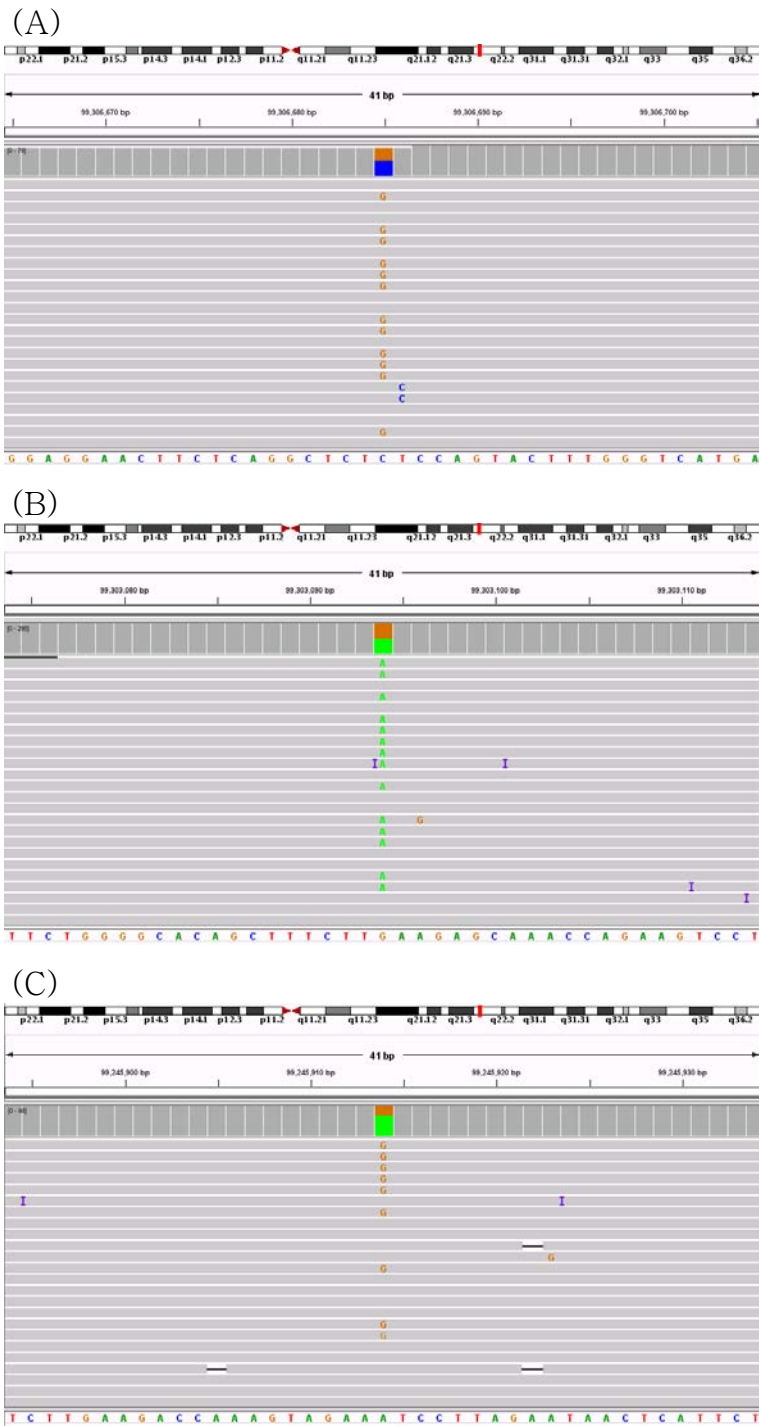 (A)
p22.1 p21.2 p15.3 p14.3 p14.1 p12.3 p11.2 q11.21 q11.23 q21.12 q21.3 q22.2 q31.1 q31.31 q32.1 q33 q35 q36.2
41 bp
99,306,670 bp 99,306,680 bp 99,306,690 bp 99,306,700 bp
G
G
G
G
G
G
G
G
G
G
G
C
C
G
G G A G G A A C T T C T C A G G C T C T C T C C A G T A C T T T G G G T C A T G A
(B)
p22.1 p21.2 p15.3 p14.3 p14.1 p12.3 p11.2 q11.21 q11.23 q21.12 q21.3 q22.2 q31.1 q31.31 q32.1 q33 q35 q36.2
41 bp
99,303,080 bp 99,303,090 bp 99,303,100 bp 99,303,110 bp
A
A
A
A
A
A
A
I A I
A
A G
A
A
A
A I
I
T T C T G G G G C A C A G C T T T C T T G A A G A G C A A A C C A G A A G T C C T
(C)
p22.1 p21.2 p15.3 p14.3 p14.1 p12.3 p11.2 q11.21 q11.23 q21.12 q21.3 q22.2 q31.1 q31.31 q32.1 q33 q35 q36.2
41 bp
99,245,900 bp 99,245,910 bp 99,245,920 bp 99,245,930 bp
G
G
G
G
G
I I
G
G
G
G
G
T C T T G A A G A C C A A A G T A G A A A T C C T T A G A A T A A C T C A T T C T